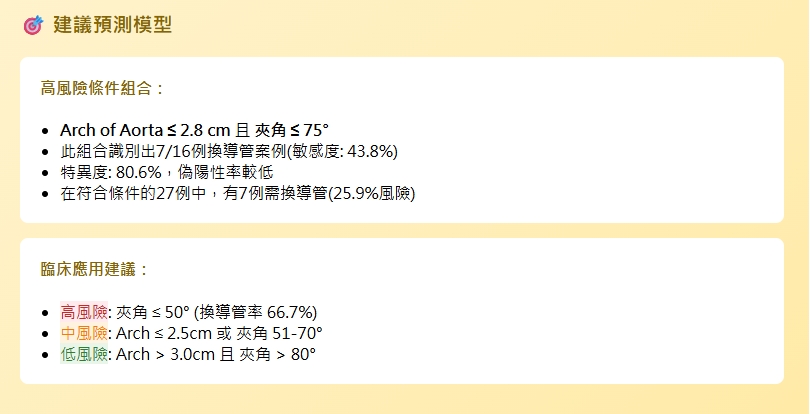 建議預測模型
高風險條件組合：
Arch of Aorta ≤ 2.8 cm 且 夾角 ≤ 75°
此組合識別出7/16例換導管案例(敏感度: 43.8%)
特異度: 80.6%，偽陽性率較低
在符合條件的27例中，有7例需換導管(25.9%風險)
臨床應用建議：
高風險: 夾角 ≤ 50° (換導管率 66.7%)
中風險: Arch ≤ 2.5cm 或 夾角 51-70°
低風險: Arch > 3.0cm 且 夾角 > 80°